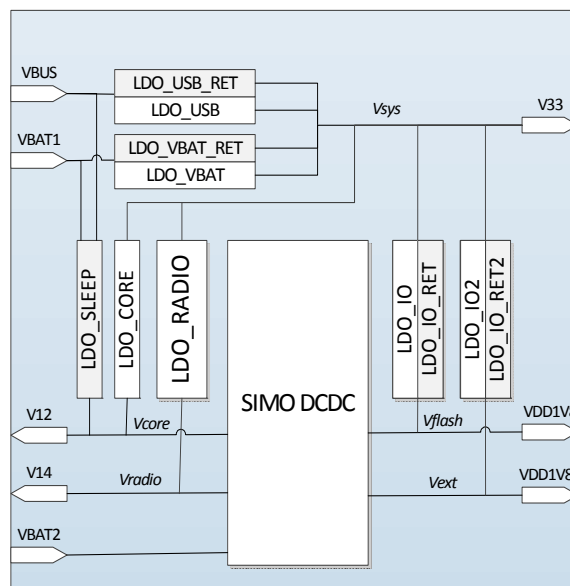 VBUS
LDO_USB_RET
LDO_USB
Vsys
V33
VBAT1
LDO_VBAT_RET
LDO_VBAT
LDO_SLEEP
LDO_CORE
LDO_RADIO
SIMO DCDC
LDO_IO
LDO_IO_RET
LDO_IO2
LDO_IO_RET2
V12
Vcore
Vflash
VDD1V8
V14
Vradio
Vext
VDD1V8
VBAT2